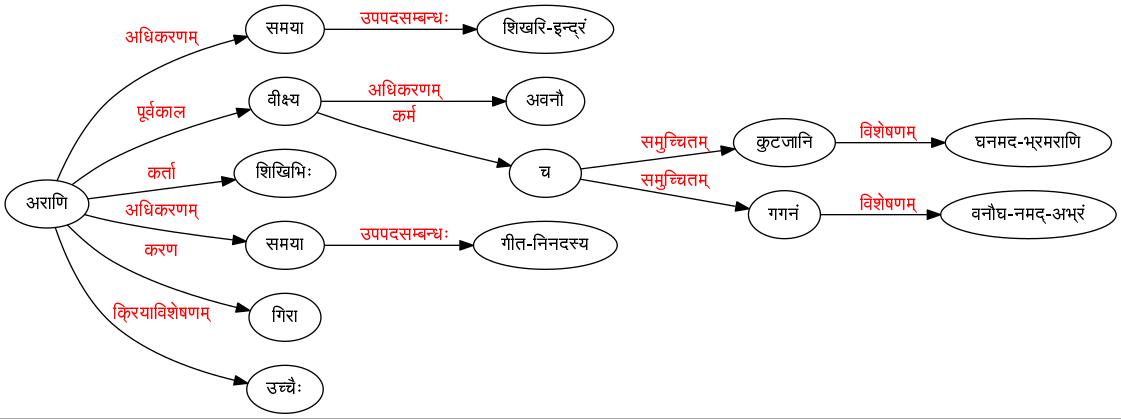 अधिकरणम्
समया
उपपदसम्बन्धः
शिखरि-इन्द्रं
पूर्वकाल
वीक्ष्य
अधिकरणम्
अवनौ
कर्म
च
समुच्चितम्
कुटजानि
विशेषणम्
घनमद-भ्रमराणि
समुच्चितम्
गगनं
विशेषणम्
वनौघ-नमद्-अभ्रं
अराणि
कर्ता
शिखिभिः
अधिकरणम्
समया
उपपदसम्बन्धः
गीत-निनदस्य
करण
गिरा
क्रियाविशेषणम्
उच्चैः